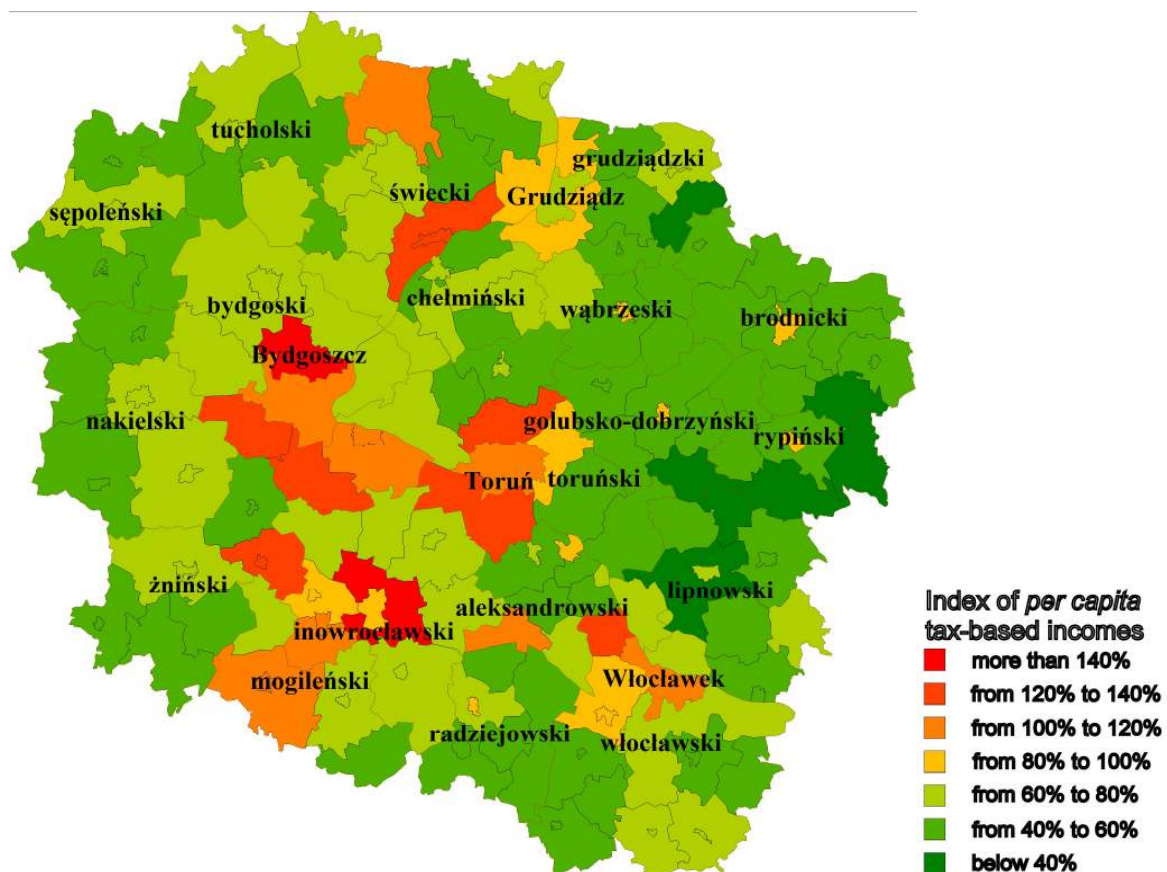 tucholski
grudziądzki
świecki
Grudziądz
sępoleński
bydgoski
chełmiński
wąbrzeski
brodnicki
Bydgoszcz
nakielski
golubsko-dobrzyński
rypiński
Toruń
toruński
żniński
lipnowski
aleksandrowski
inowrocławski
mogileński
Włocławek
radziejowski
włocławski
Index of per capita
tax-based incomes
more than 140%
from 120% to 140%
from 100% to 120%
from 80% to 100%
from 60% to 80%
from 40% to 60%
below 40%